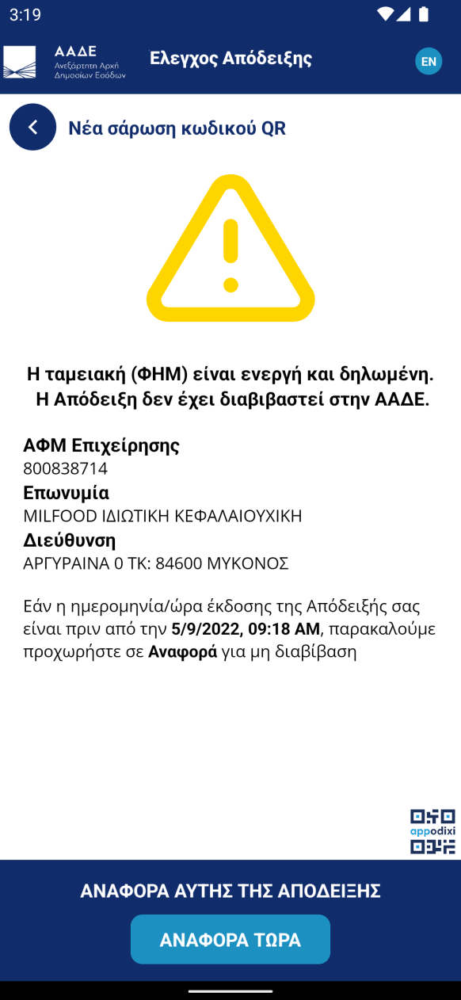 3:19
ΑΑΔΕ
Ανεξάρτητη Αρχή
Δημοσίων Εσόδων
Έλεγχος Απόδειξης
EN
Νέα σάρωση κωδικού QR
Η ταμειακή (ΦΗΜ) είναι ενεργή και δηλωμένη.
Η Απόδειξη δεν έχει διαβιβαστεί στην ΑΑΔΕ.
ΑΦΜ Επιχείρησης
800838714
Επωνυμία
MILFOOD ΙΔΙΩΤΙΚΗ ΚΕΦΑΛΑΙΟΥΧΙΚΗ
Διεύθυνση
ΑΡΓΥΡΑΙΝΑ 0 ΤΚ: 84600 ΜΥΚΟΝΟΣ
Εάν η ημερομηνία/ώρα έκδοσης της Απόδειξής σας
είναι πριν από την 5/9/2022, 09:18 AM, παρακαλούμε
προχωρήστε σε Αναφορά για μη διαβίβαση
appodixi
ΑΝΑΦΟΡΑ ΑΥΤΗΣ ΤΗΣ ΑΠΟΔΕΙΞΗΣ
ΑΝΑΦΟΡΑ ΤΩΡΑ